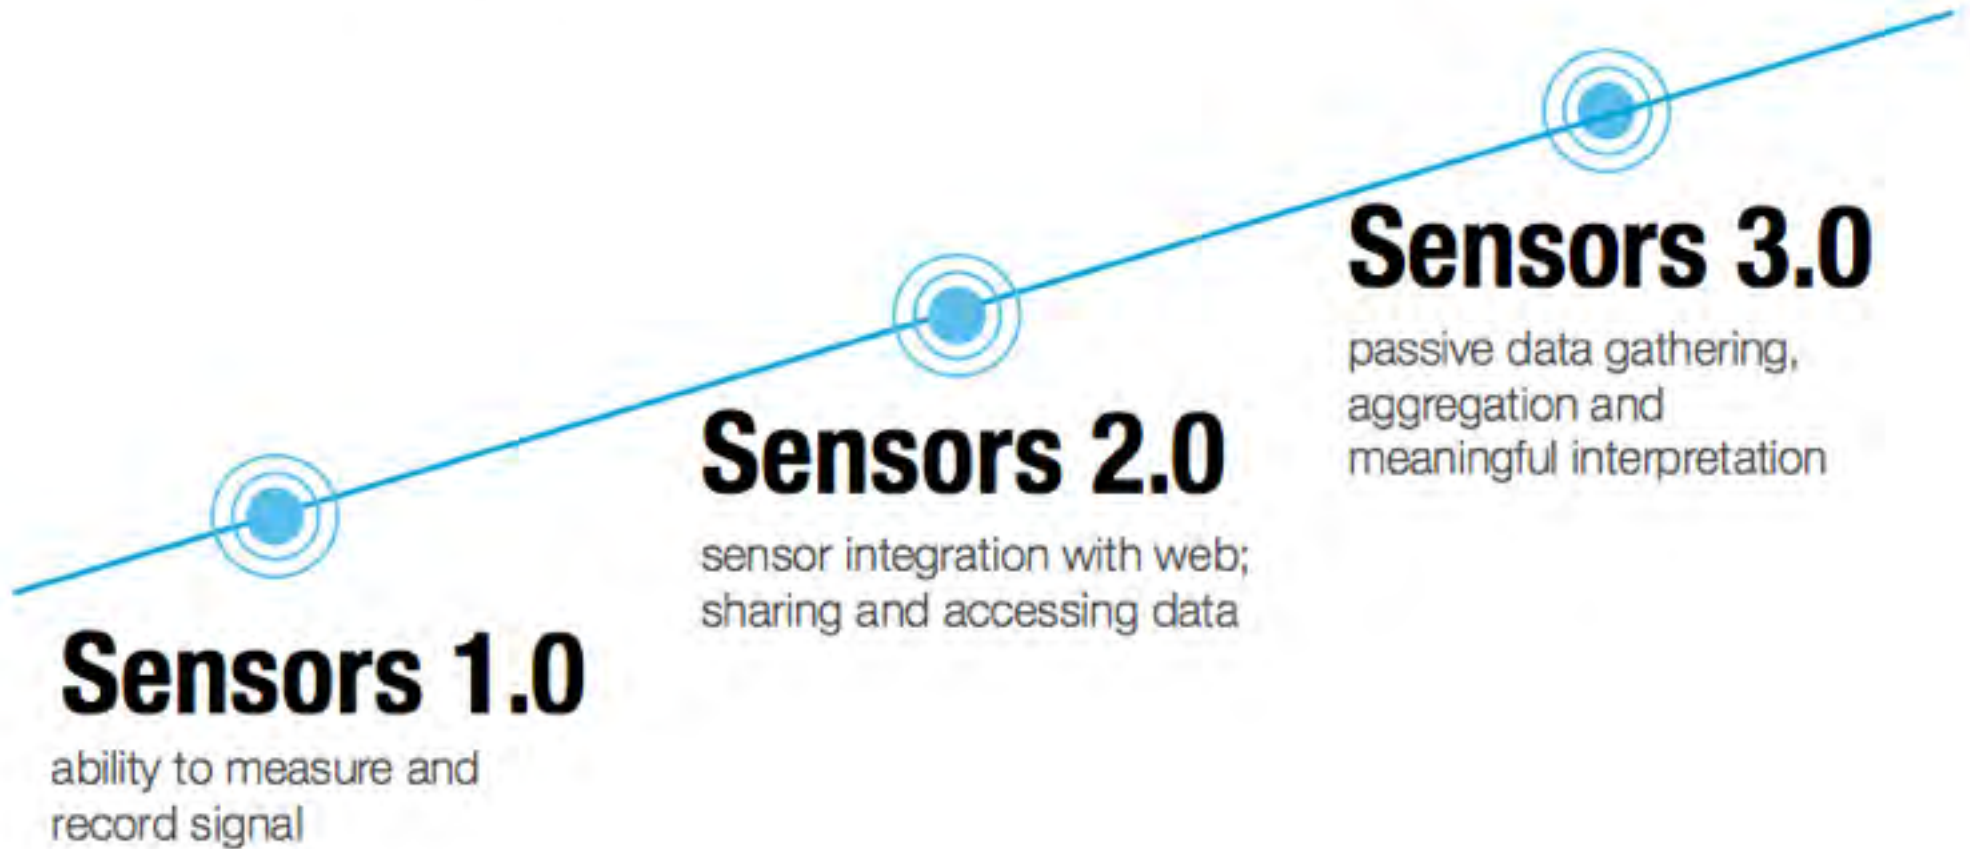 Sensors 1.0
ability to measure and
record signal
Sensors 2.0
sensor integration with web;
sharing and accessing data
Sensors 3.0
passive data gathering,
aggregation and
meaningful interpretation